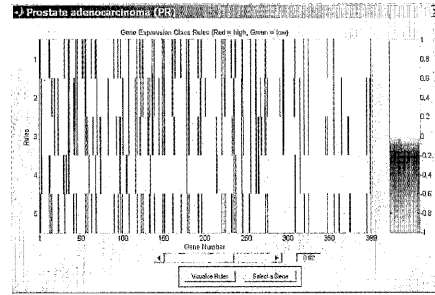 Prostate adenocarcinoma (PR)
Gene Expression Class Rules (Red = high, Green = low)
1
0.8
0.6
0.4
0.2
0
-0.2
-0.4
-0.6
-0.8
-1
Rules
1
2
3
4
5
1 50 100 150 200 250 300 350 399
Gene Number
0.62
Visualise Rules Select a Gene